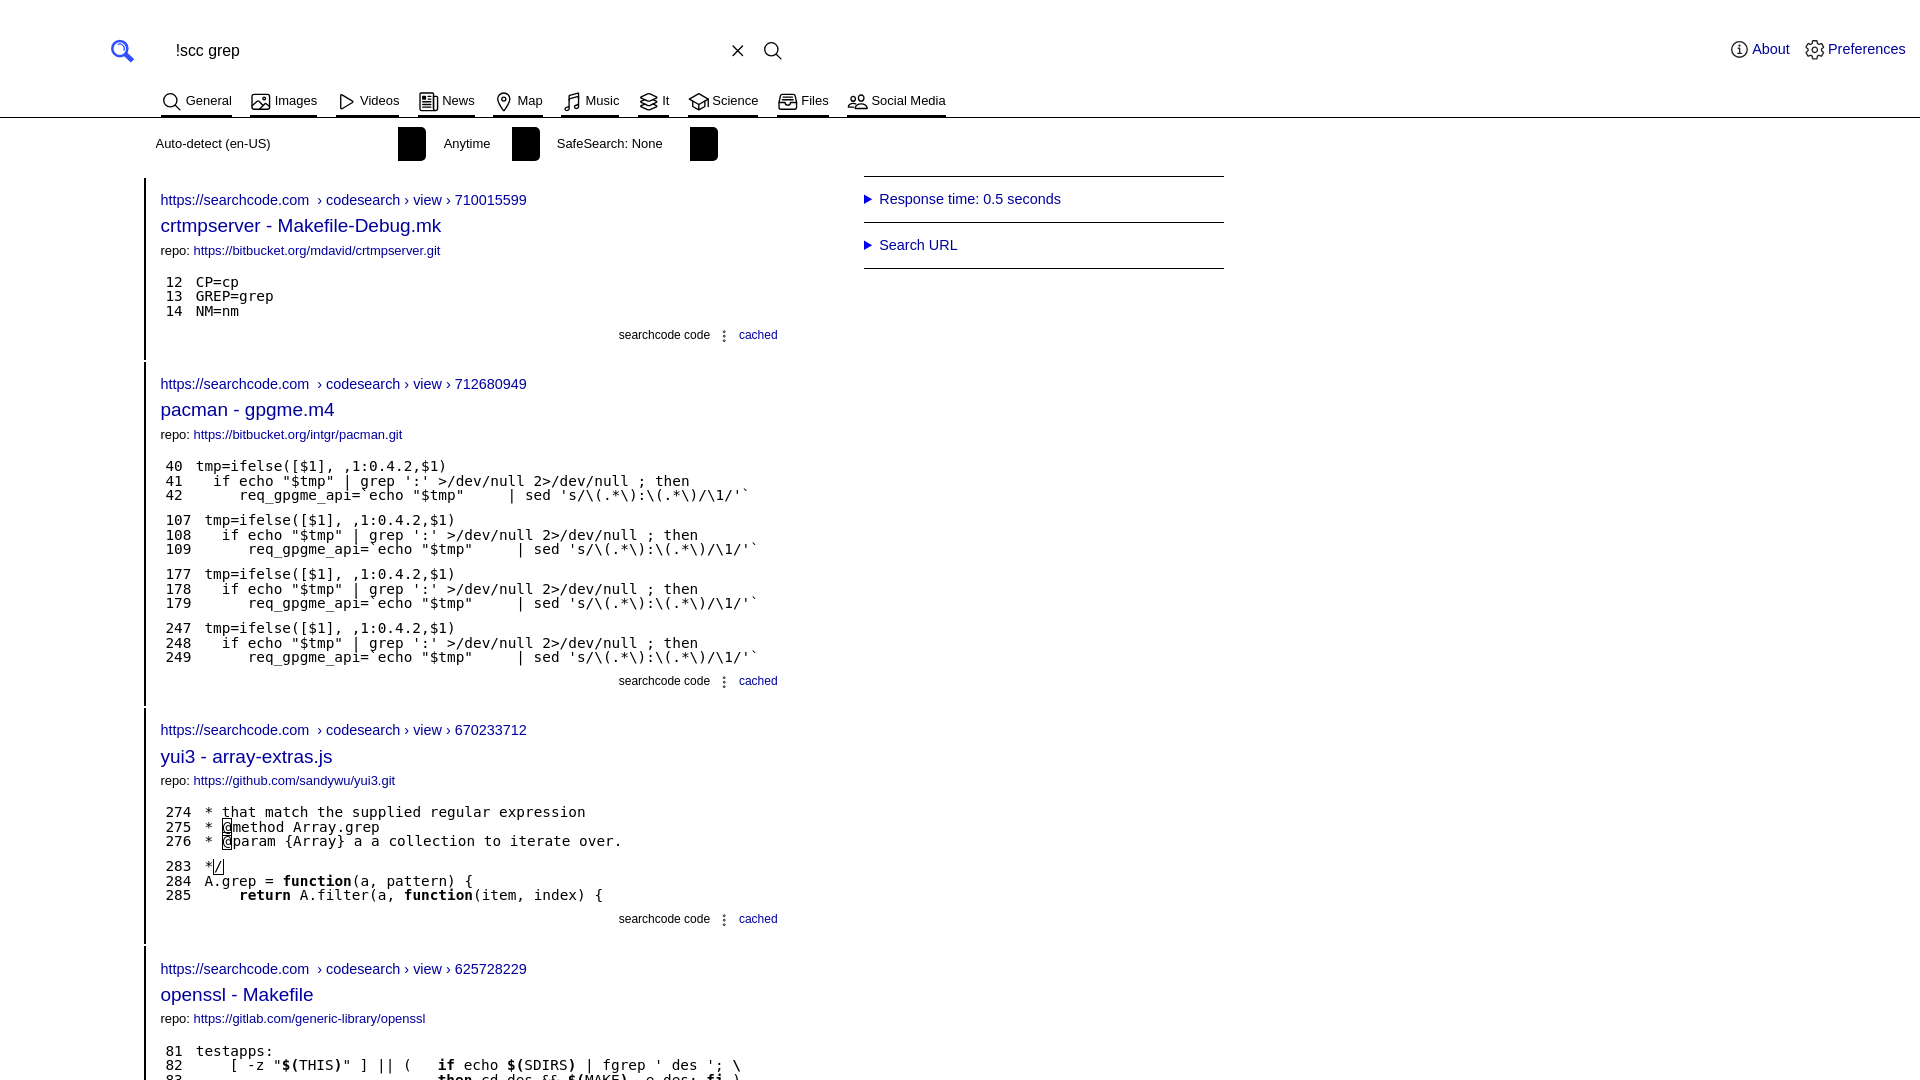 !scc grep
About
Preferences
General
Images
Videos
News
Map
Music
It
Science
Files
Social Media
Auto-detect (en-US)
Anytime
SafeSearch: None
https://searchcode.com › codesearch › view › 710015599
crtmpserver - Makefile-Debug.mk
repo: https://bitbucket.org/mdavid/crtmpserver.git
12 CP=cp
13 GREP=grep
14 NM=nm
searchcode code
cached
https://searchcode.com › codesearch › view › 712680949
pacman - gpgme.m4
repo: https://bitbucket.org/intgr/pacman.git
40 tmp=ifelse([$1], ,1:0.4.2,$1)
41   if echo "$tmp" | grep ':' >/dev/null 2>/dev/null ; then
42      req_gpgme_api=`echo "$tmp"     | sed 's/\(.*\):\(.*\)/\1/'`
107 tmp=ifelse([$1], ,1:0.4.2,$1)
108   if echo "$tmp" | grep ':' >/dev/null 2>/dev/null ; then
109      req_gpgme_api=`echo "$tmp"     | sed 's/\(.*\):\(.*\)/\1/'`
177 tmp=ifelse([$1], ,1:0.4.2,$1)
178   if echo "$tmp" | grep ':' >/dev/null 2>/dev/null ; then
179      req_gpgme_api=`echo "$tmp"     | sed 's/\(.*\):\(.*\)/\1/'`
247 tmp=ifelse([$1], ,1:0.4.2,$1)
248   if echo "$tmp" | grep ':' >/dev/null 2>/dev/null ; then
249      req_gpgme_api=`echo "$tmp"     | sed 's/\(.*\):\(.*\)/\1/'`
searchcode code
cached
https://searchcode.com › codesearch › view › 670233712
yui3 - array-extras.js
repo: https://github.com/sandywu/yui3.git
274 * that match the supplied regular expression
275 * @method Array.grep
276 * @param {Array} a a collection to iterate over.
283 */
284 A.grep = function(a, pattern) {
285     return A.filter(a, function(item, index) {
searchcode code
cached
https://searchcode.com › codesearch › view › 625728229
openssl - Makefile
repo: https://gitlab.com/generic-library/openssl
81 testapps:
82     [ -z "$(THIS)" ] || (   if echo $(SDIRS) | fgrep ' des '; \
83                             then cd des && $(MAKE) -e des; fi )
Response time: 0.5 seconds
Search URL